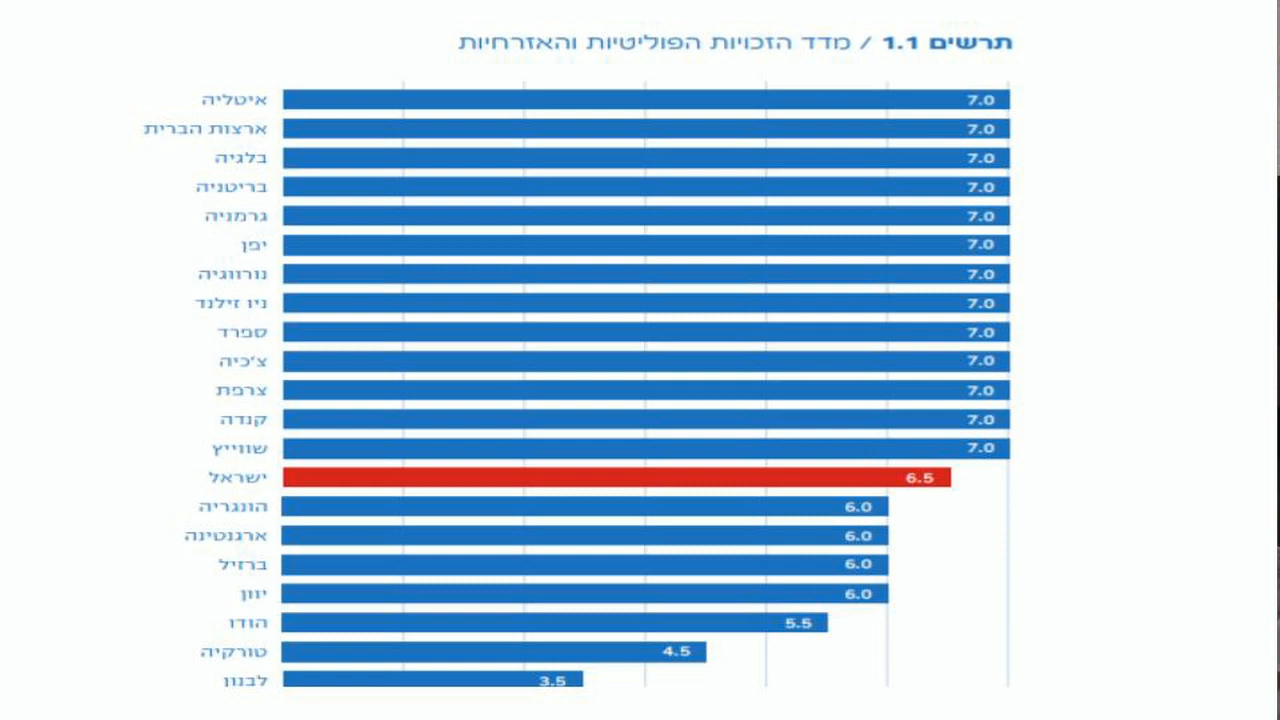 תרשים 1.1 / מדד הזכויות הפוליטיות והאזרחיות
איטליה 7.0
ארצות הברית 7.0
בלגיה 7.0
בריטניה 7.0
גרמניה 7.0
יפן 7.0
נורווגיה 7.0
ניו זילנד 7.0
ספרד 7.0
צ'כיה 7.0
צרפת 7.0
קנדה 7.0
שווייץ 7.0
ישראל 6.5
הונגריה 6.0
ארגנטינה 6.0
ברזיל 6.0
יוון 6.0
הודו 5.5
טורקיה 4.5
לבנון 3.5